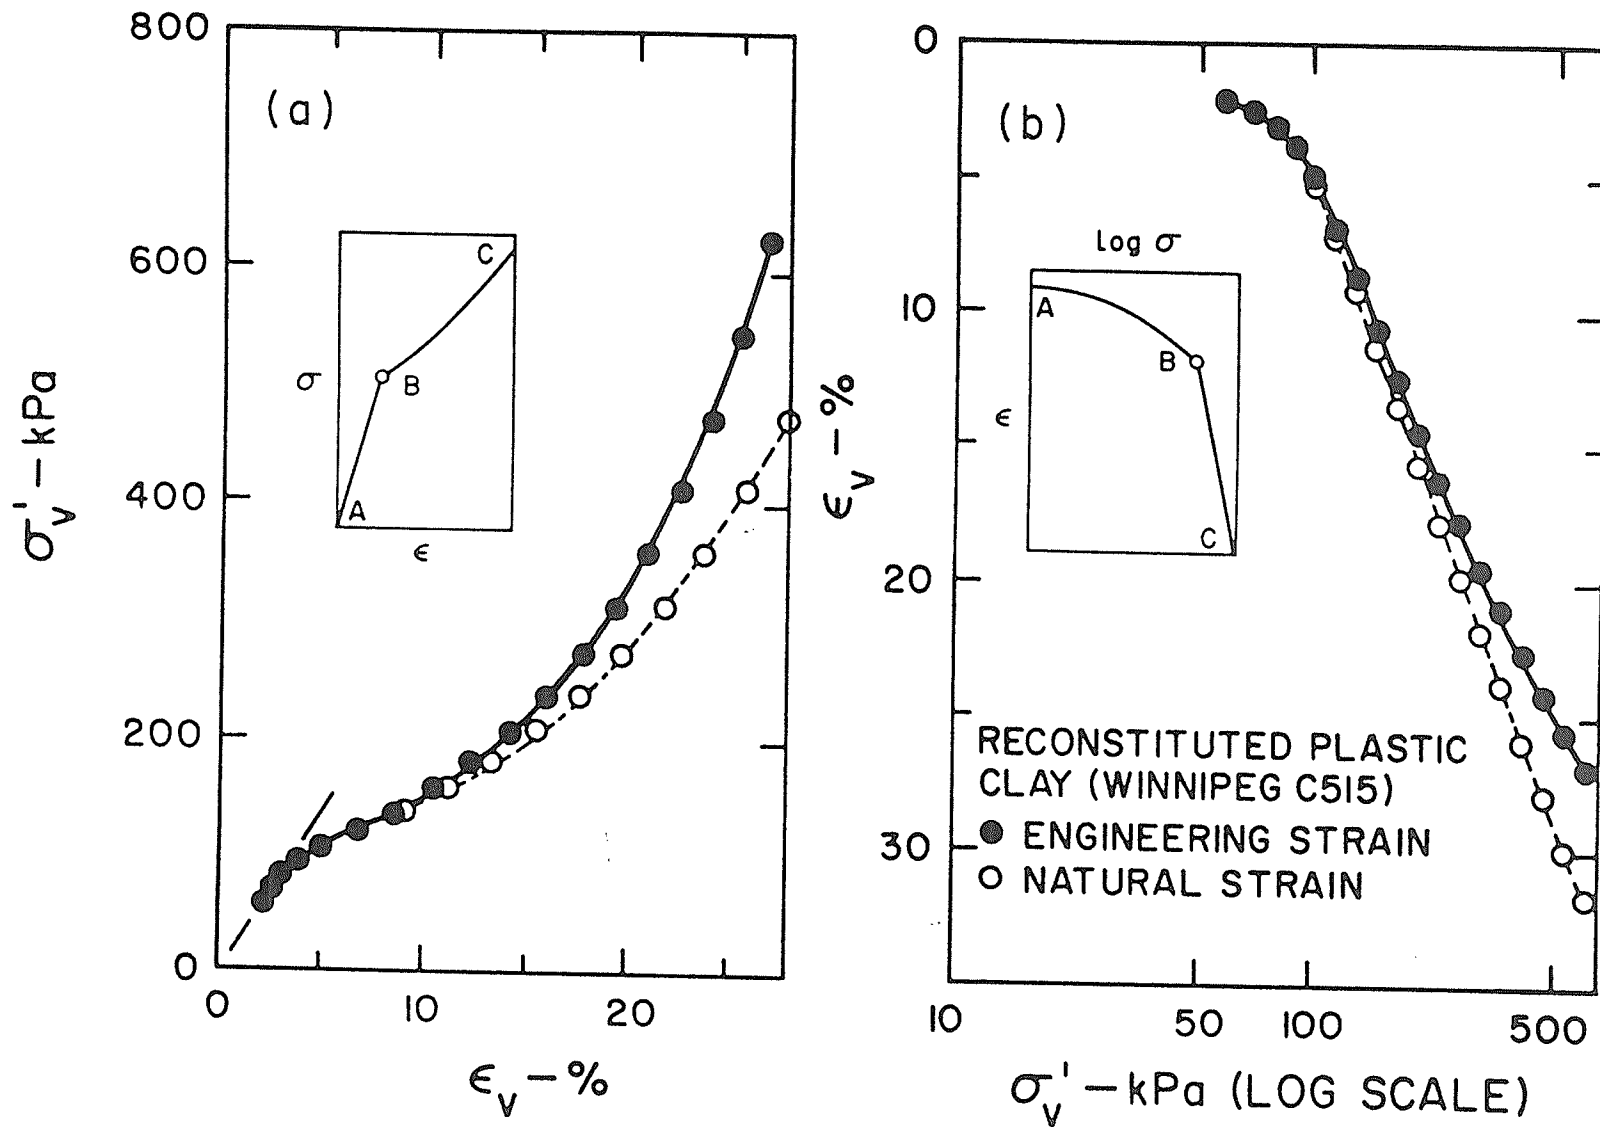 (a)
800
600
400
200
0
σv' – kPa
C
σ
B
A
ϵ
0
10
20
ϵv – %
(b)
0
10
20
30
ϵv – %
Log σ
A
B
ϵ
C
RECONSTITUTED PLASTIC
CLAY (WINNIPEG C515)
ENGINEERING STRAIN
NATURAL STRAIN
10
50
100
500
σv' – kPa (LOG SCALE)